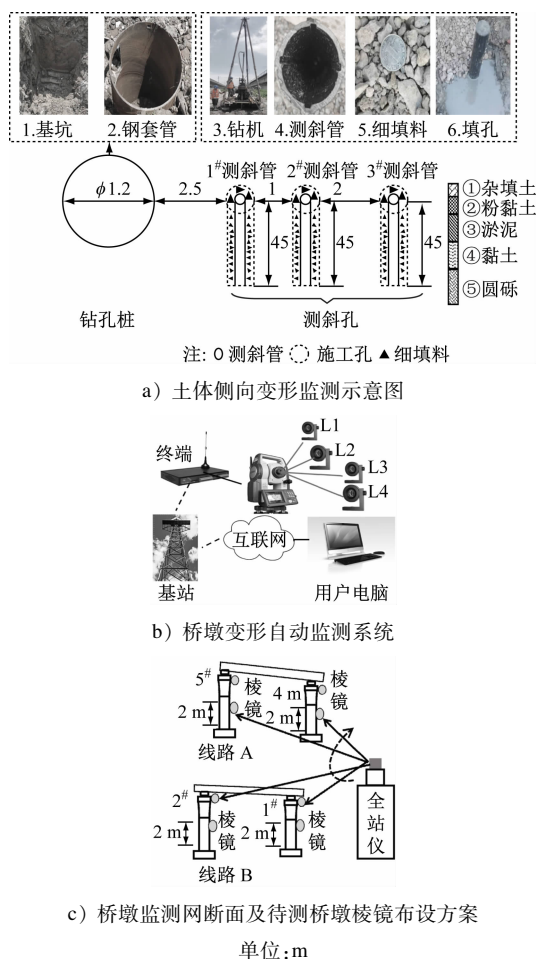 1.基坑 2.钢套管 3.钻机 4.测斜管 5.细填料 6.填孔
1#测斜管 2#测斜管 3#测斜管
ϕ1.2 2.5 1 2
45 45 45
①杂填土
②粉黏土
③淤泥
④黏土
⑤圆砾
钻孔桩 测斜孔
注: O 测斜管 施工孔 ▲ 细填料
a) 土体侧向变形监测示意图
L1
L2
L3
L4
终端
互联网
基站 用户电脑
b) 桥墩变形自动监测系统
5# 棱镜 4 m 棱镜
2 m 2 m
线路 A
2# 棱镜 1# 棱镜
2 m 2 m
线路 B
全站仪
c) 桥墩监测网断面及待测桥墩棱镜布设方案
单位:m